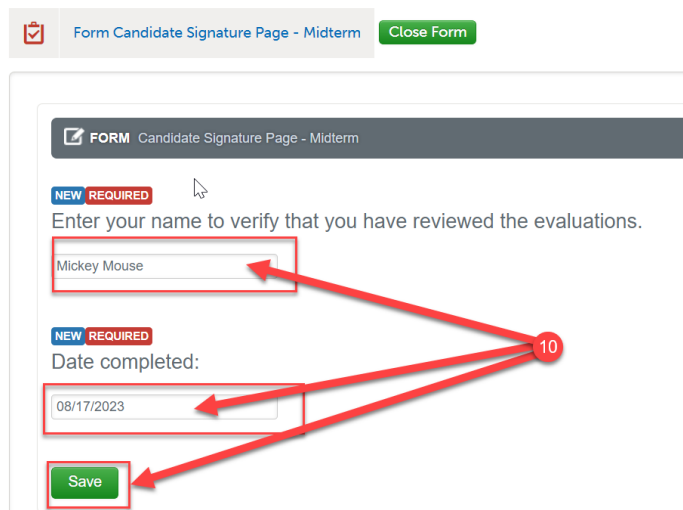 Form Candidate Signature Page - Midterm Close Form
FORM Candidate Signature Page - Midterm
NEW REQUIRED
Enter your name to verify that you have reviewed the evaluations.
Mickey Mouse
10
NEW REQUIRED
Date completed:
08/17/2023
Save